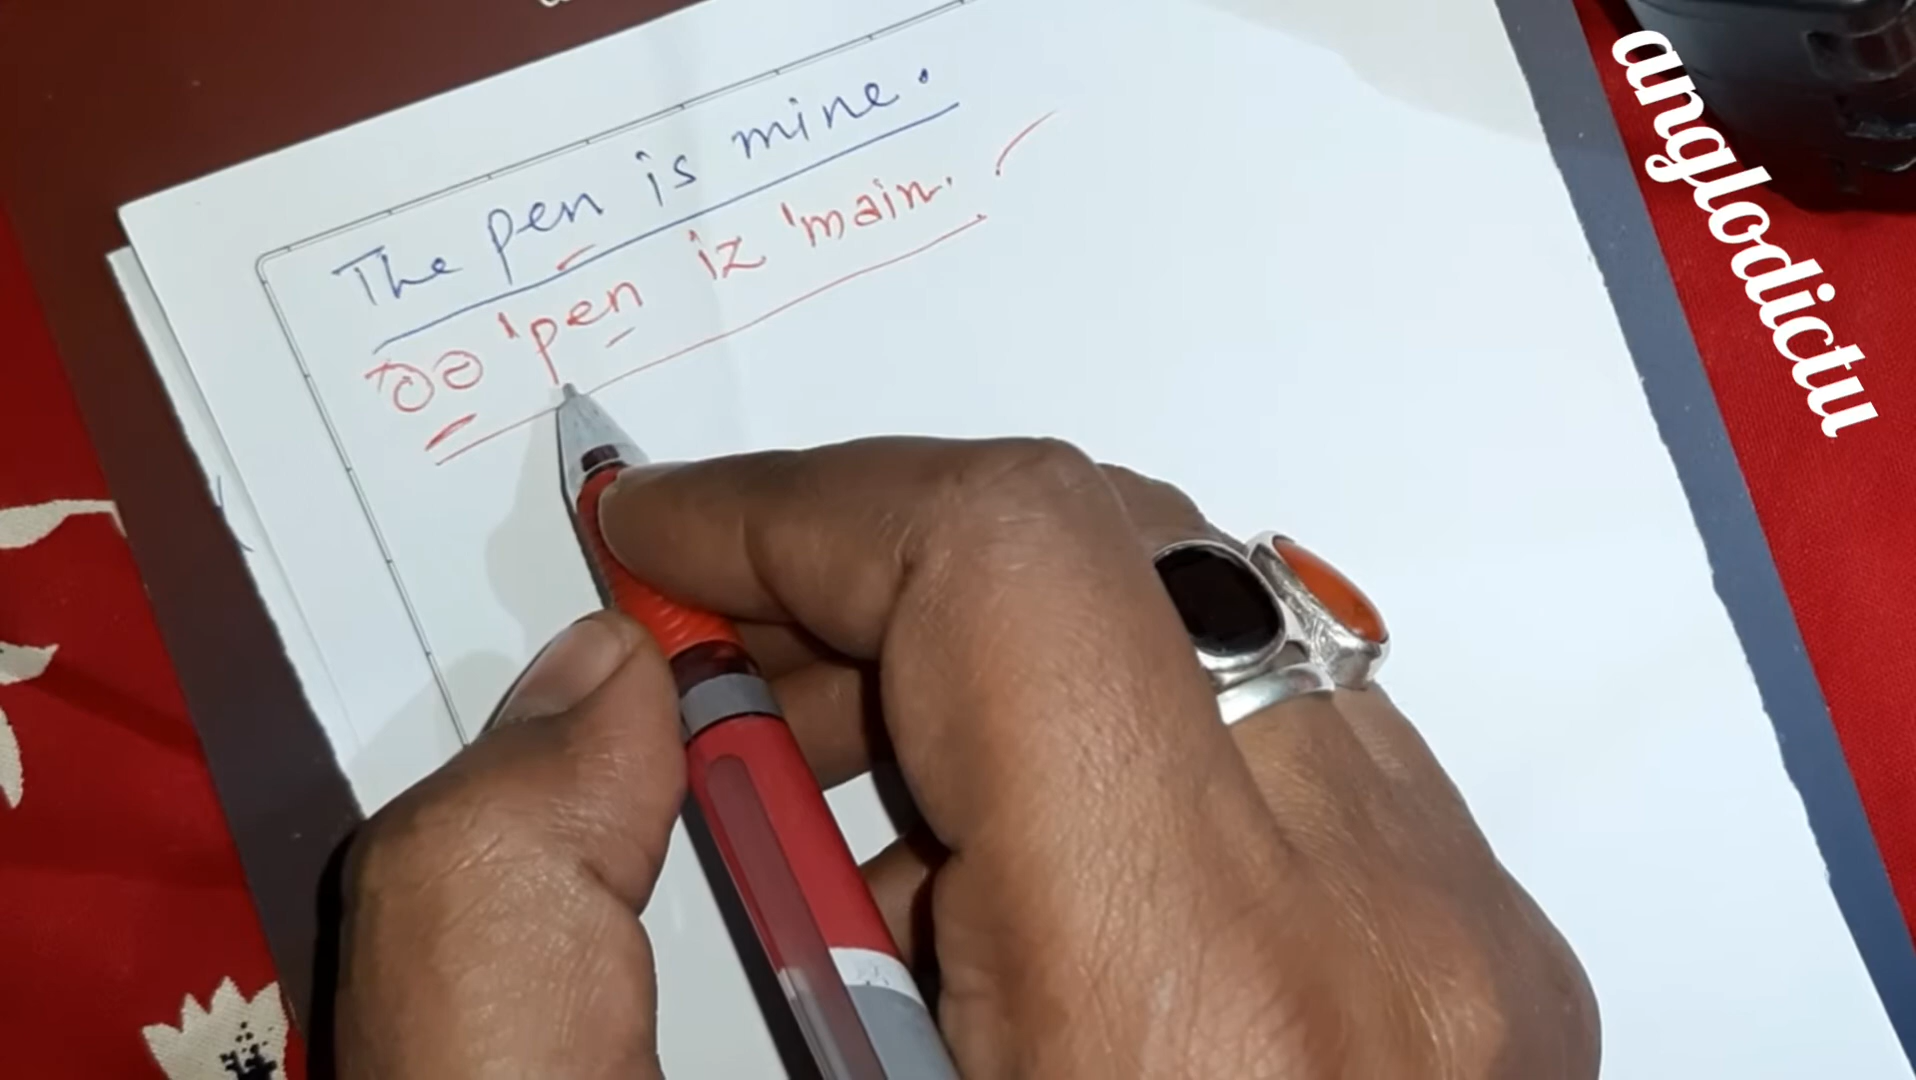 The pen is mine.
ðə 'pen iz 'main.
anglodictu